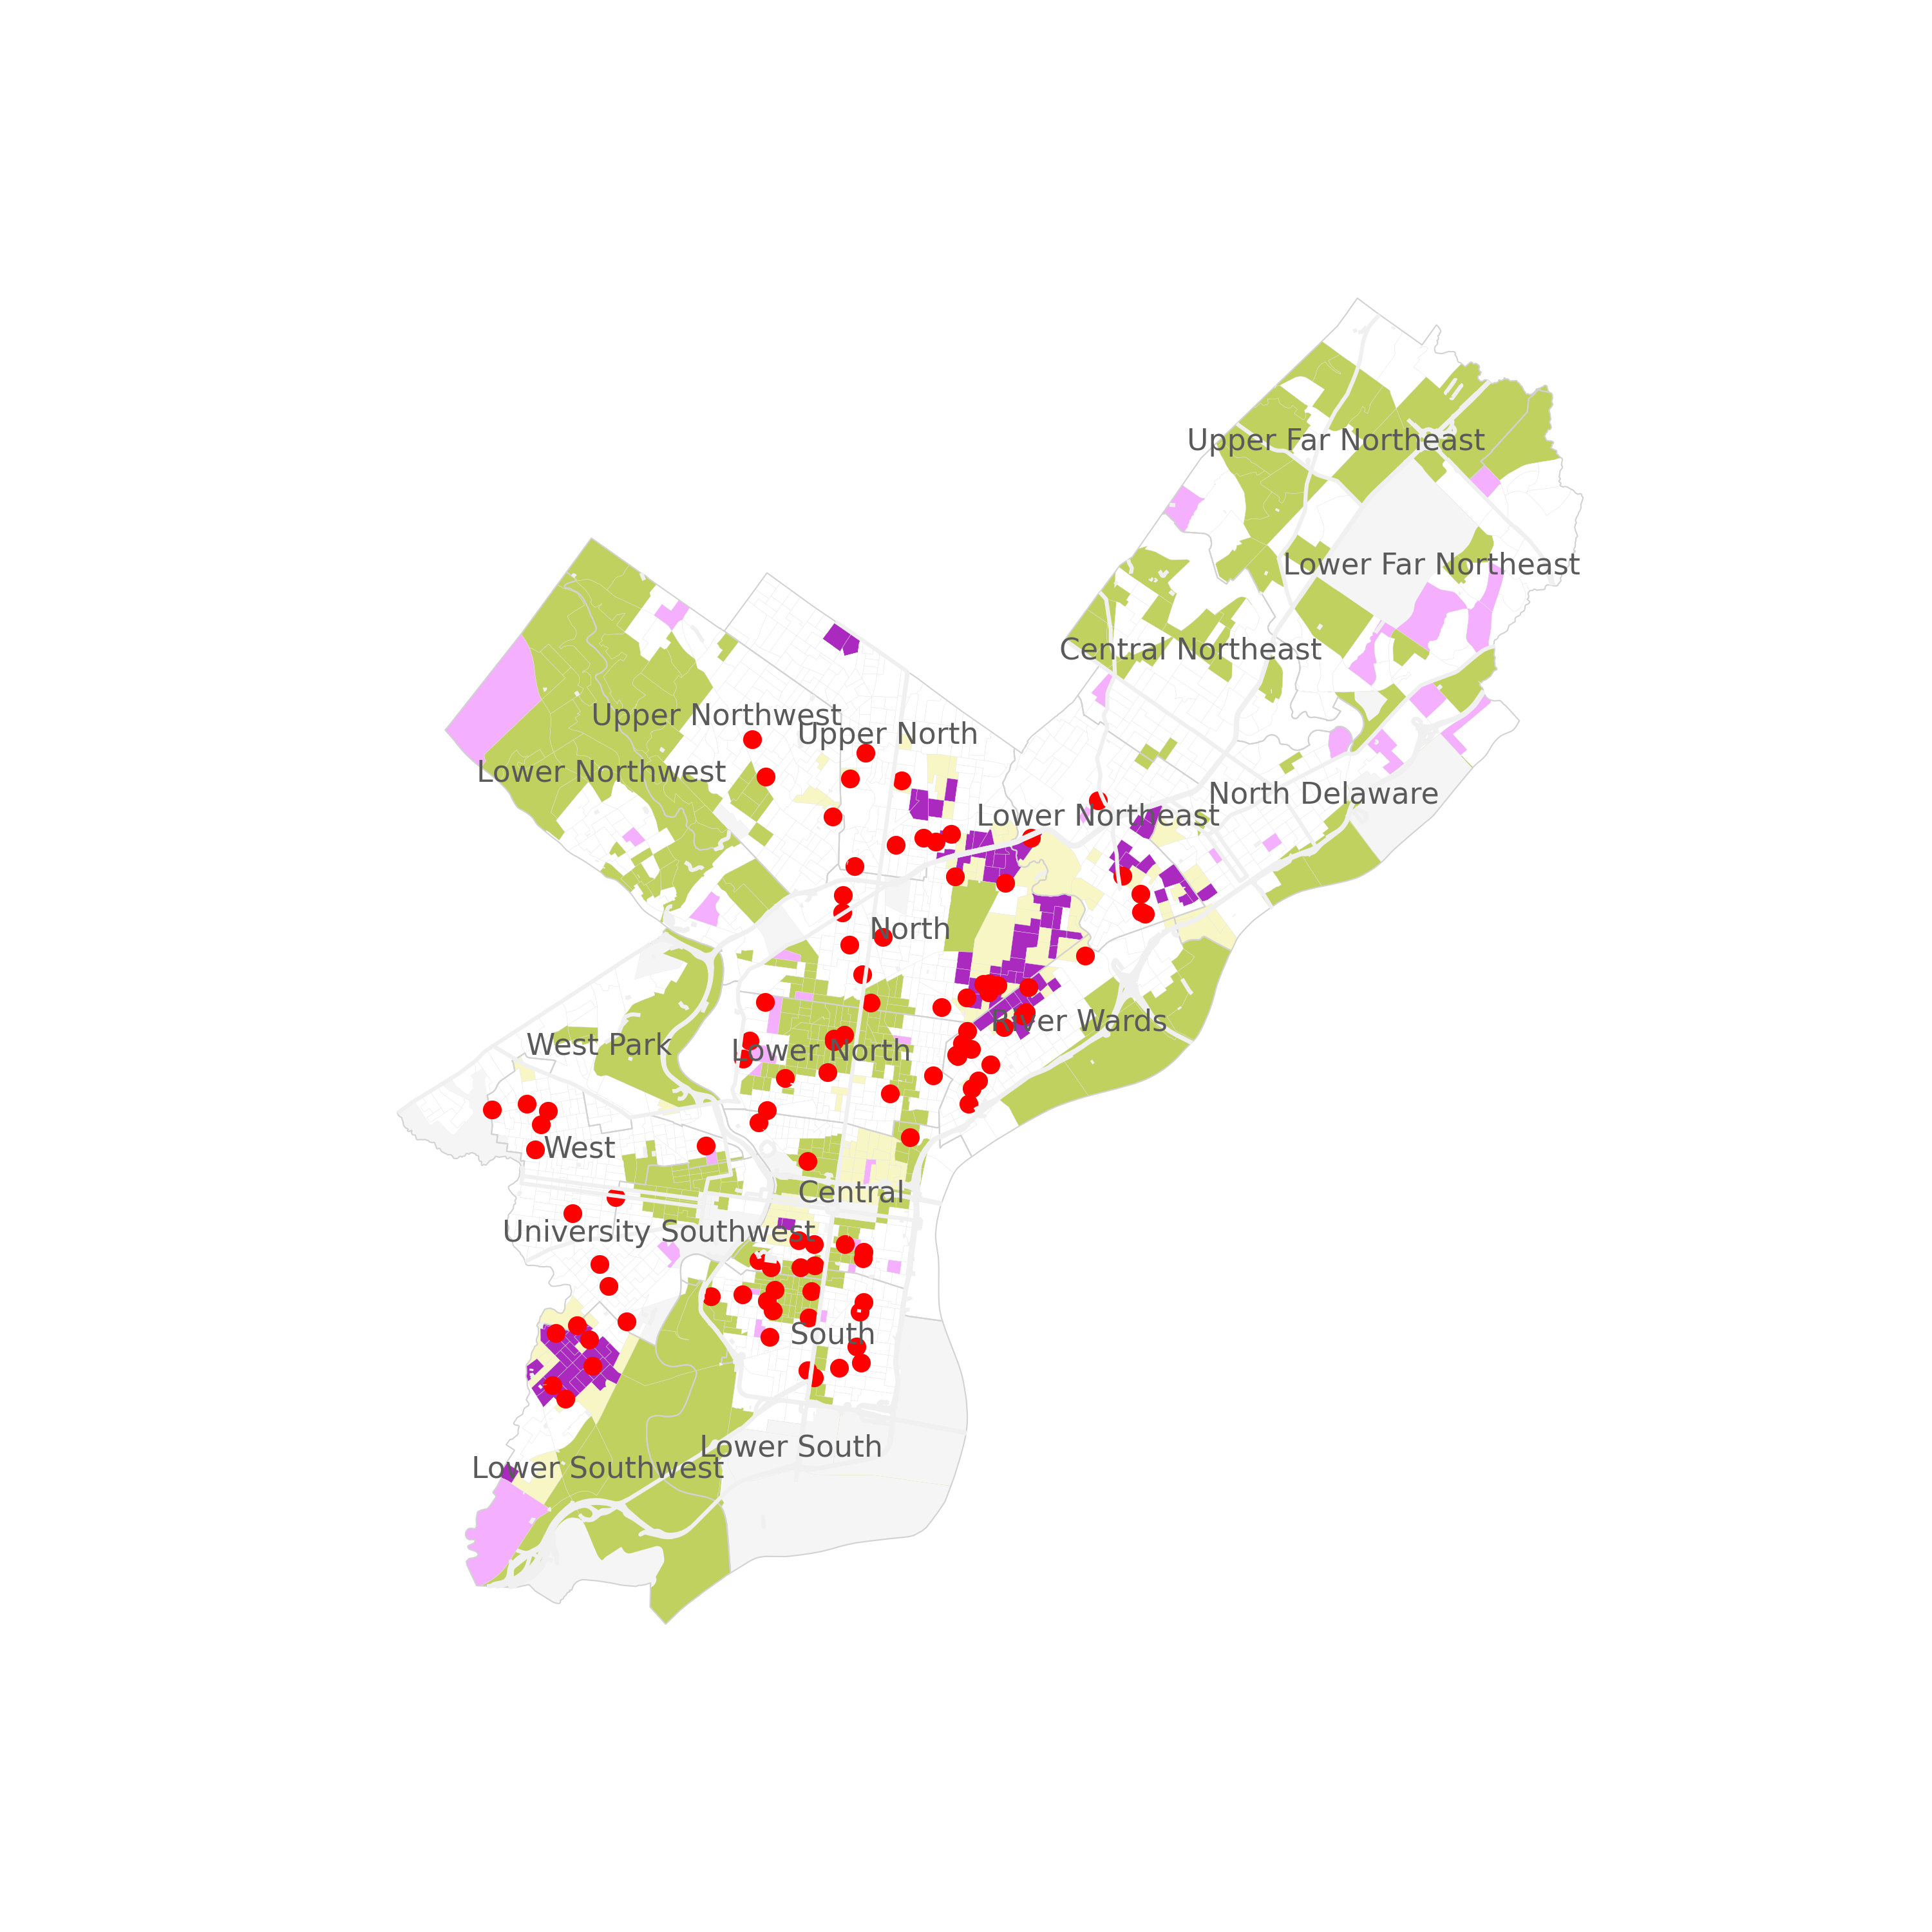 Upper Far Northeast
Lower Far Northeast
Central Northeast
Upper Northwest
Upper North
Lower Northwest
North Delaware
Lower Northeast
North
River Wards
West Park
Lower North
West
Central
University Southwest
South
Lower South
Lower Southwest